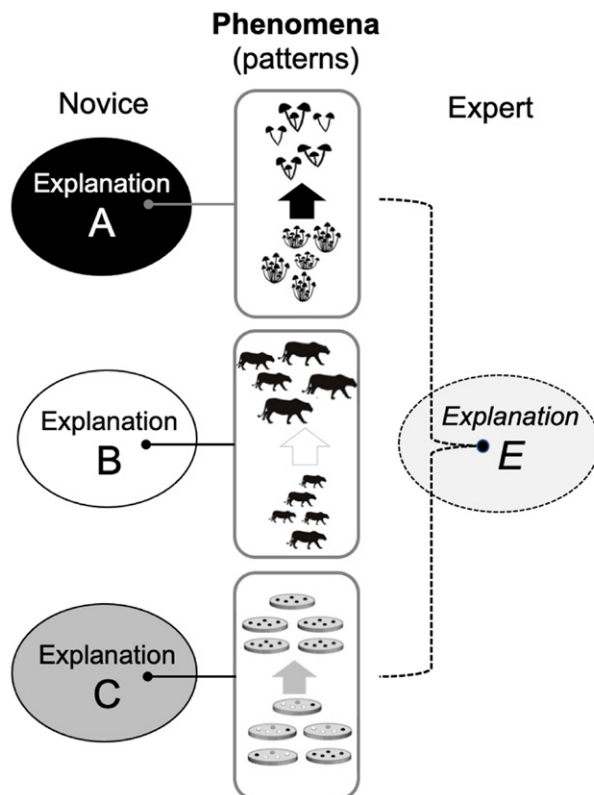 Phenomena
(patterns)
Novice
Expert
Explanation
A
Explanation
B
Explanation
E
Explanation
C